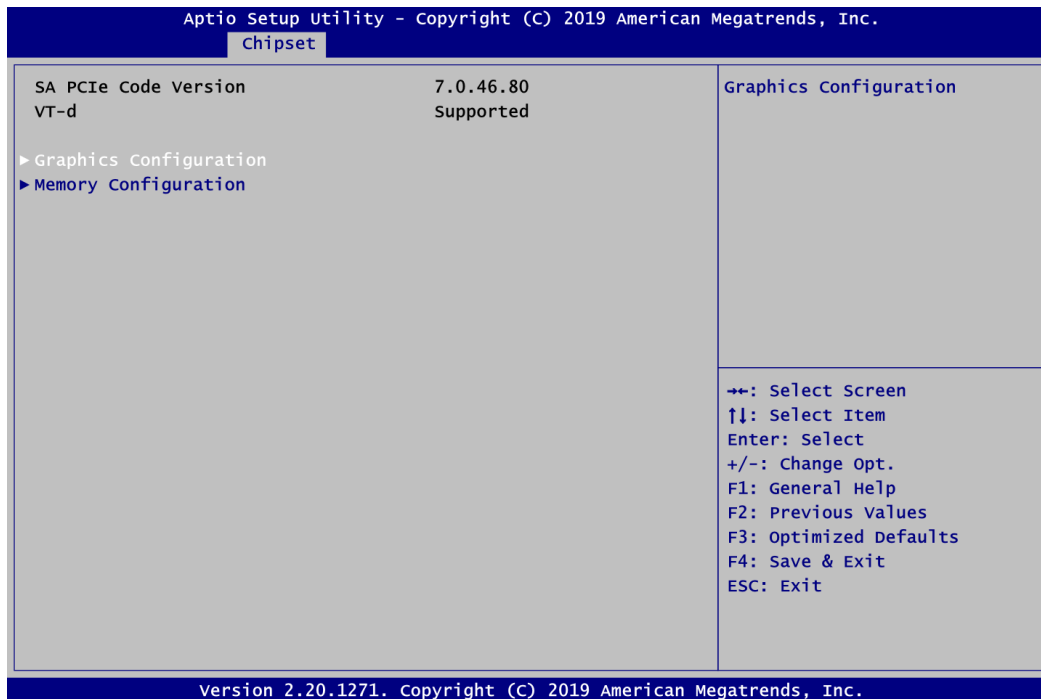 Aptio Setup Utility - Copyright (C) 2019 American Megatrends, Inc.
Chipset
SA PCIe Code Version 7.0.46.80
VT-d Supported
►Graphics Configuration
►Memory Configuration
Graphics Configuration
→←: Select Screen
↑↓: Select Item
Enter: Select
+/-: Change Opt.
F1: General Help
F2: Previous Values
F3: Optimized Defaults
F4: Save & Exit
ESC: Exit
Version 2.20.1271. Copyright (C) 2019 American Megatrends, Inc.